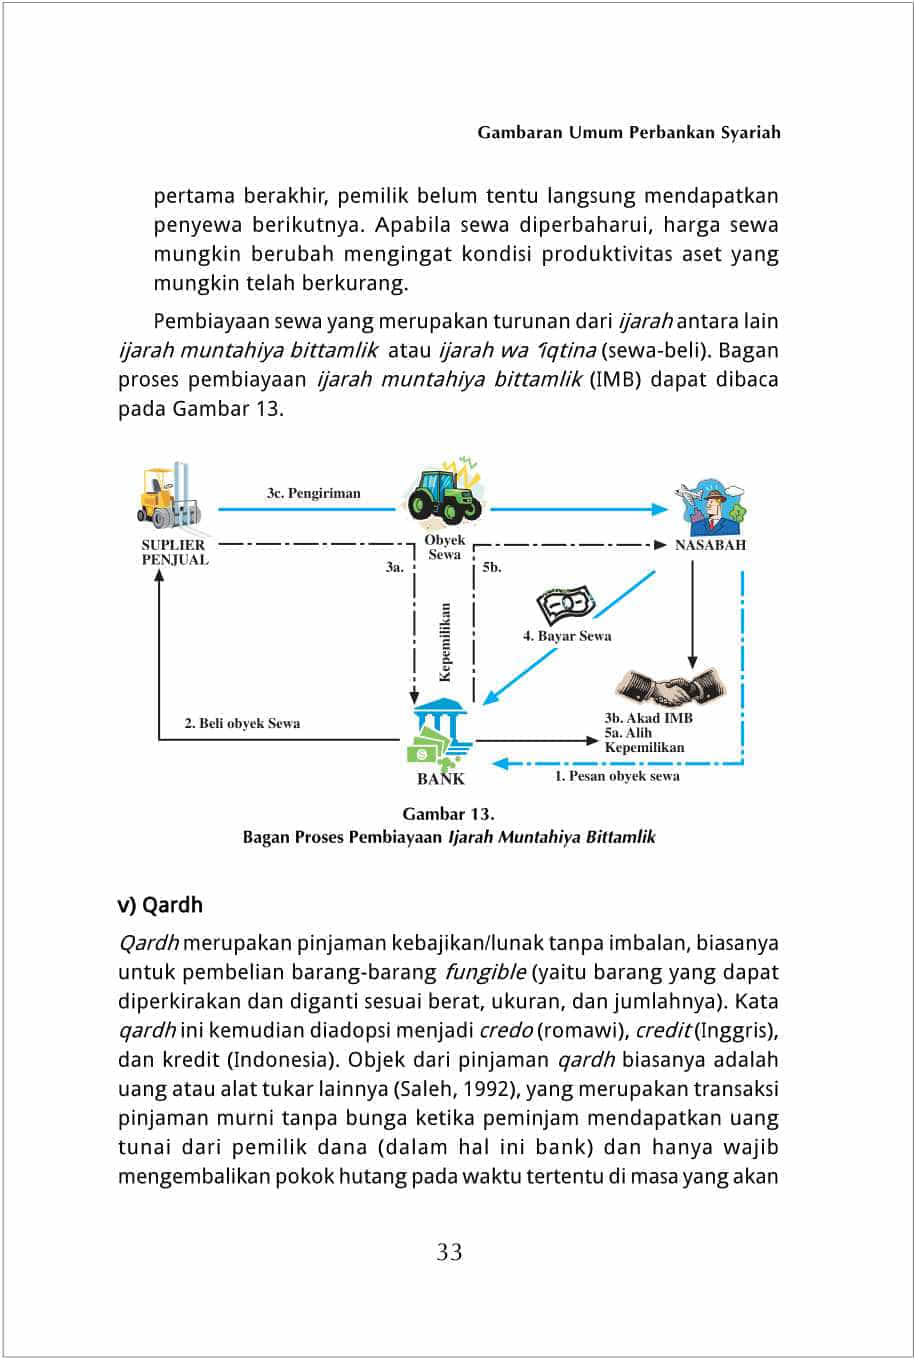 Gambaran Umum Perbankan Syariah
pertama berakhir, pemilik belum tentu langsung mendapatkan
penyewa berikutnya. Apabila sewa diperbaharui, harga sewa
mungkin berubah mengingat kondisi produktivitas aset yang
mungkin telah berkurang.
Pembiayaan sewa yang merupakan turunan dari ijarah antara lain
ijarah muntahiya bittamlik atau ijarah wa ‘iqtina (sewa-beli). Bagan
proses pembiayaan ijarah muntahiya bittamlik (IMB) dapat dibaca
pada Gambar 13.
3c. Pengiriman
SUPLIER
PENJUAL
Obyek
Sewa
NASABAH
3a.
5b.
Kepemilikan
4. Bayar Sewa
2. Beli obyek Sewa
3b. Akad IMB
5a. Alih
Kepemilikan
BANK
1. Pesan obyek sewa
Gambar 13.
Bagan Proses Pembiayaan Ijarah Muntahiya Bittamlik
v) Qardh
Qardh merupakan pinjaman kebajikan/lunak tanpa imbalan, biasanya
untuk pembelian barang-barang fungible (yaitu barang yang dapat
diperkirakan dan diganti sesuai berat, ukuran, dan jumlahnya). Kata
qardh ini kemudian diadopsi menjadi credo (romawi), credit (Inggris),
dan kredit (Indonesia). Objek dari pinjaman qardh biasanya adalah
uang atau alat tukar lainnya (Saleh, 1992), yang merupakan transaksi
pinjaman murni tanpa bunga ketika peminjam mendapatkan uang
tunai dari pemilik dana (dalam hal ini bank) dan hanya wajib
mengembalikan pokok hutang pada waktu tertentu di masa yang akan
33